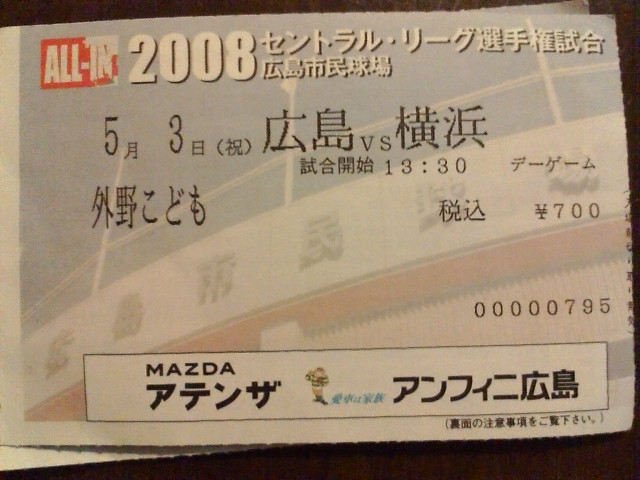 ALL-IN 2008 セントラル・リーグ選手権試合
広島市民球場
5月 3日(祝) 広島vs横浜
試合開始 13:30 デーゲーム
外野こども 税込 ¥700
島市民
00000795
MAZDA
アテンザ 愛車は家族 アンフィニ広島
(裏面の注意事項をご覧下さい。)